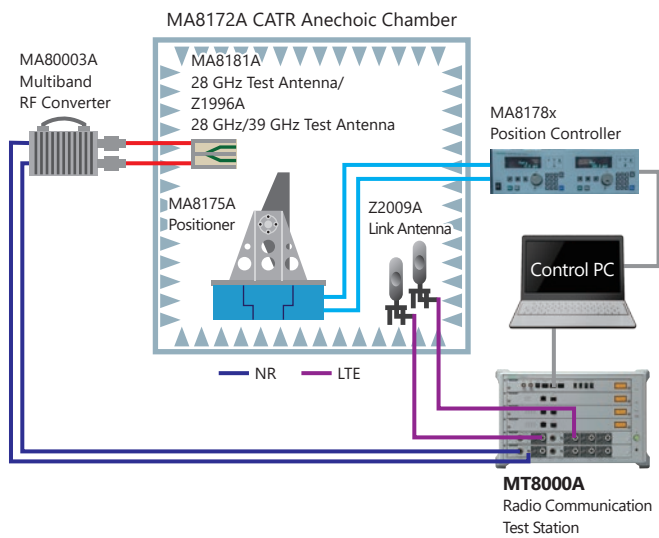 MA8172A CATR Anechoic Chamber
MA80003A
Multiband
RF Converter
MA8181A
28 GHz Test Antenna/
Z1996A
28 GHz/39 GHz Test Antenna
MA8178x
Position Controller
MA8175A
Positioner
Z2009A
Link Antenna
Control PC
NR
LTE
MT8000A
Radio Communication
Test Station